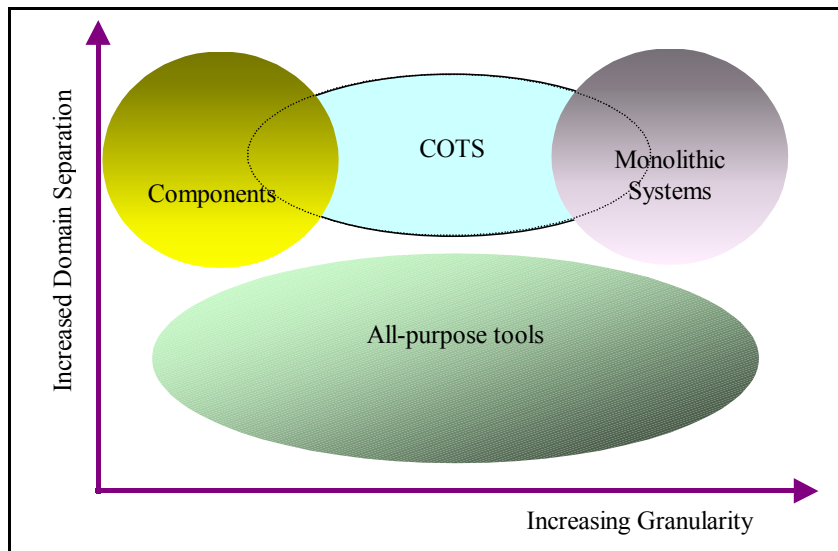 Increased Domain Separation
COTS
Components
Monolithic
Systems
All-purpose tools
Increasing Granularity